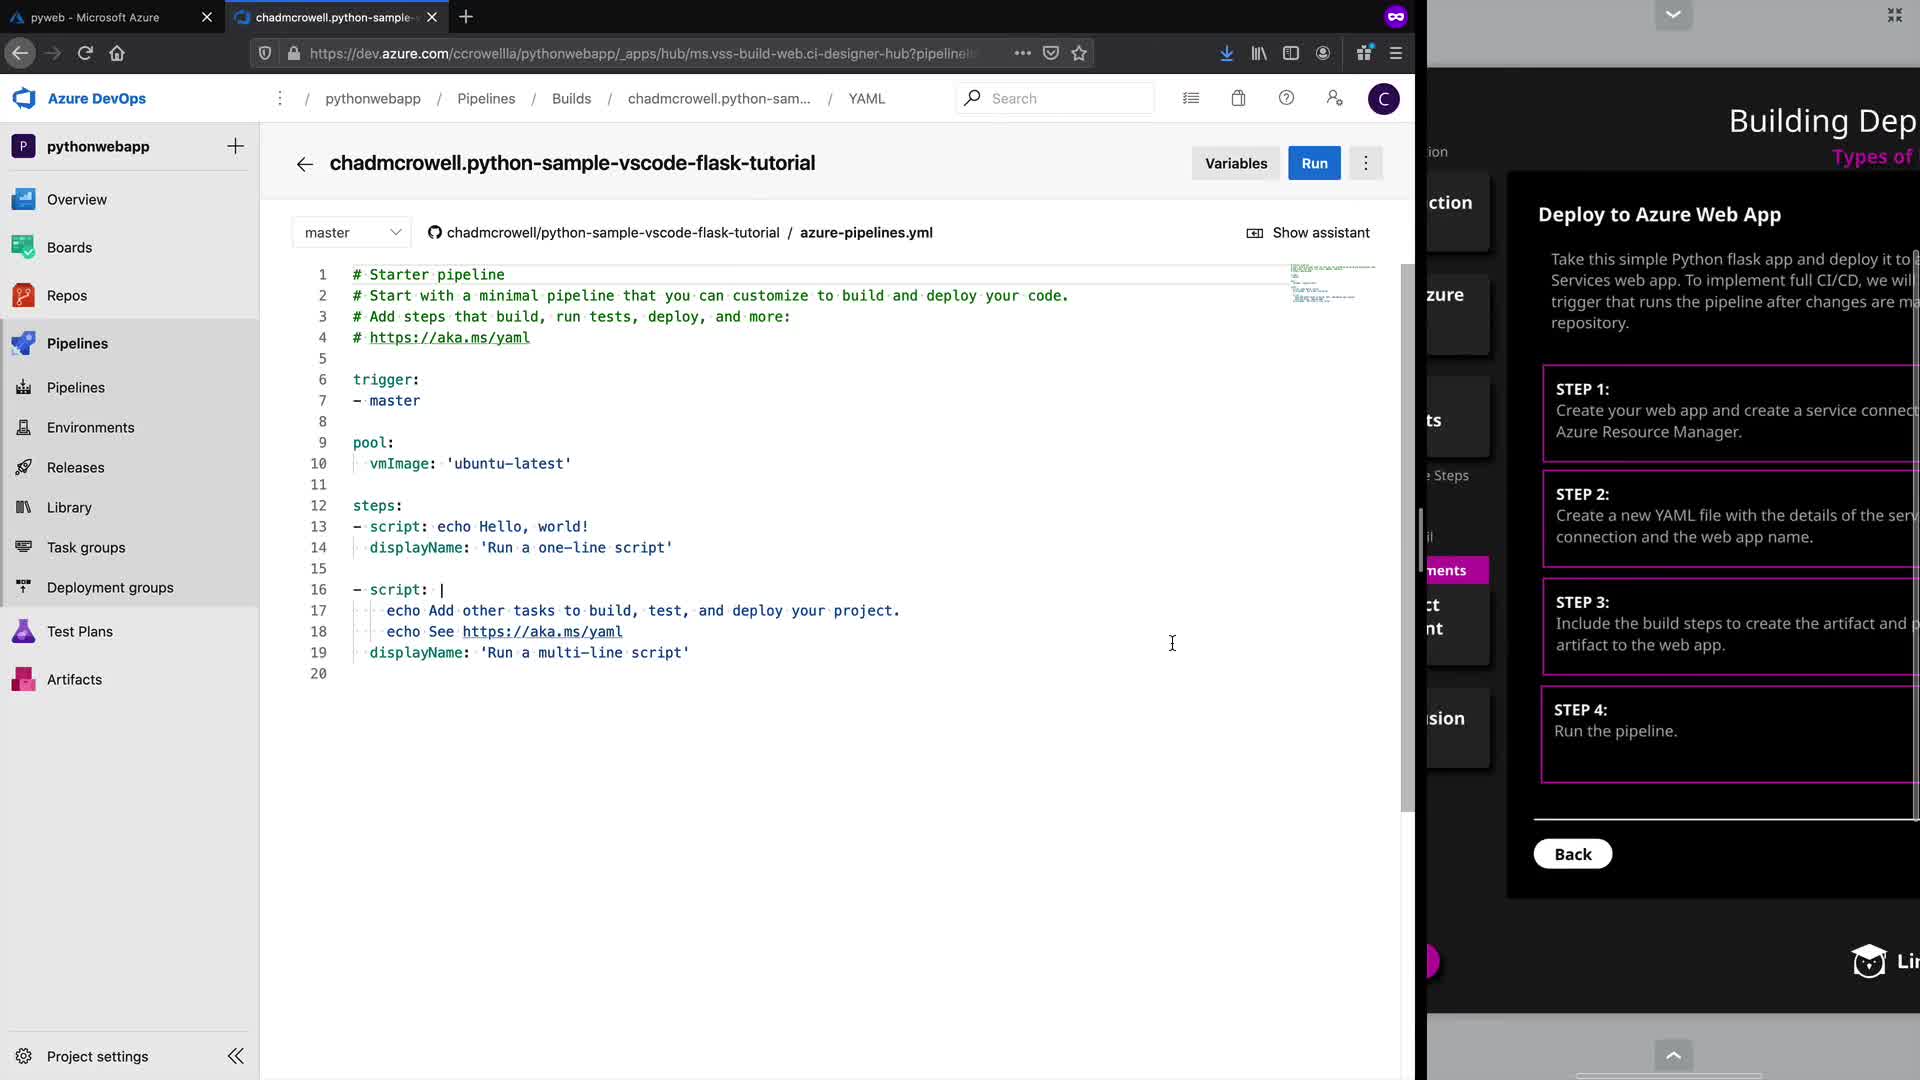 pyweb - Microsoft Azure
chadmcrowell.python-sample-
https://dev.azure.com/ccrowellla/pythonwebapp/_apps/hub/ms.vss-build-web.ci-designer-hub?pipelineI
Azure DevOps
/ pythonwebapp / Pipelines / Builds / chadmcrowell.python-sam... / YAML
Search
C
P pythonwebapp
Overview
Boards
Repos
Pipelines
Pipelines
Environments
Releases
Library
Task groups
Deployment groups
Test Plans
Artifacts
Project settings
chadmcrowell.python-sample-vscode-flask-tutorial
Variables
Run
master
chadmcrowell/python-sample-vscode-flask-tutorial / azure-pipelines.yml
Show assistant
1 # Starter pipeline
2 # Start with a minimal pipeline that you can customize to build and deploy your code.
3 # Add steps that build, run tests, deploy, and more:
4 # https://aka.ms/yaml
5
6 trigger:
7 - master
8
9 pool:
10 vmImage: 'ubuntu-latest'
11
12 steps:
13 - script: echo Hello, world!
14 displayName: 'Run a one-line script'
15
16 - script: |
17 echo Add other tasks to build, test, and deploy your project.
18 echo See https://aka.ms/yaml
19 displayName: 'Run a multi-line script'
20
Building Dep
Types of
ion
ction
zure
ts
e Steps
il
ments
ct
nt
sion
Deploy to Azure Web App
Take this simple Python flask app and deploy it to a
Services web app. To implement full CI/CD, we will
trigger that runs the pipeline after changes are ma
repository.
STEP 1:
Create your web app and create a service connect
Azure Resource Manager.
STEP 2:
Create a new YAML file with the details of the serv
connection and the web app name.
STEP 3:
Include the build steps to create the artifact and p
artifact to the web app.
STEP 4:
Run the pipeline.
Back
Li